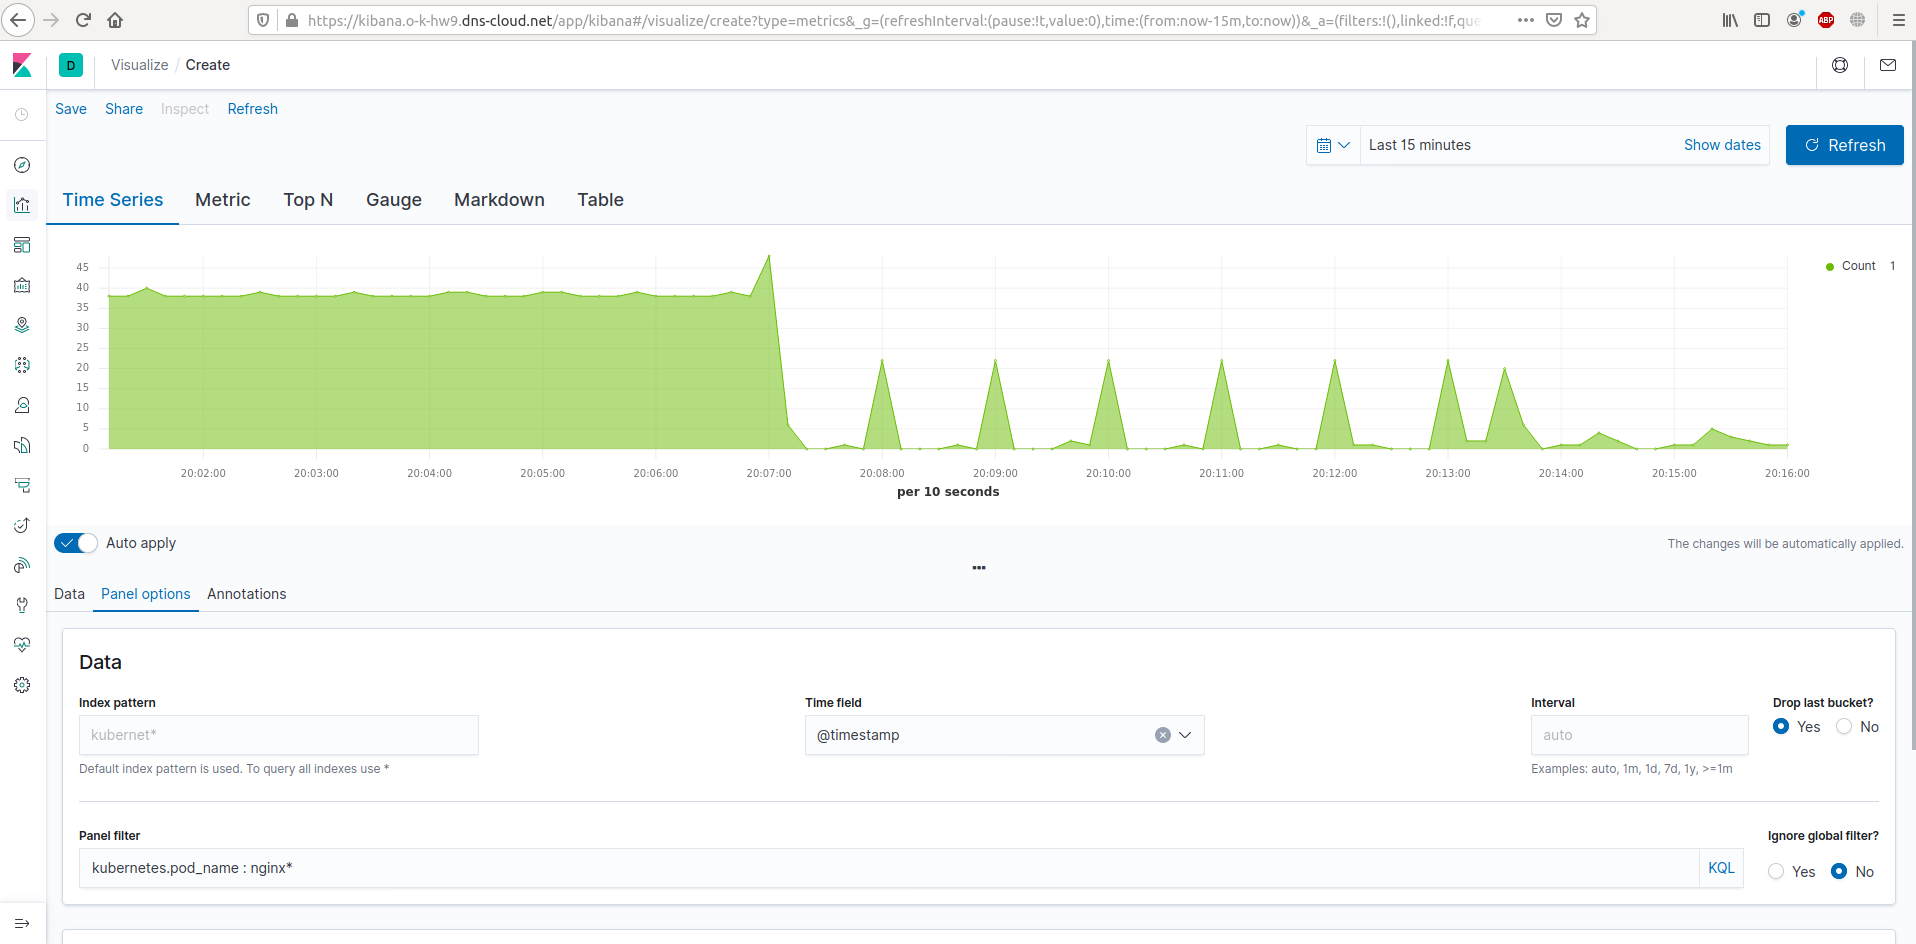 https://kibana.o-k-hw9.dns-cloud.net/app/kibana#/visualize/create?type=metrics&_g=(refreshInterval:(pause:!t,value:0),time:(from:now-15m,to:now))&_a=(filters:!(),linked:!f,que
ABP
D Visualize / Create
Save Share Inspect Refresh
Last 15 minutes Show dates Refresh
Time Series Metric Top N Gauge Markdown Table
45
40
35
30
25
20
15
10
5
0
Count 1
20:02:00 20:03:00 20:04:00 20:05:00 20:06:00 20:07:00 20:08:00 20:09:00 20:10:00 20:11:00 20:12:00 20:13:00 20:14:00 20:15:00 20:16:00
per 10 seconds
Auto apply The changes will be automatically applied.
Data Panel options Annotations
Data
Index pattern Time field Interval Drop last bucket?
kubernet* @timestamp auto Yes No
Default index pattern is used. To query all indexes use * Examples: auto, 1m, 1d, 7d, 1y, >=1m
Panel filter Ignore global filter?
kubernetes.pod_name : nginx* KQL Yes No